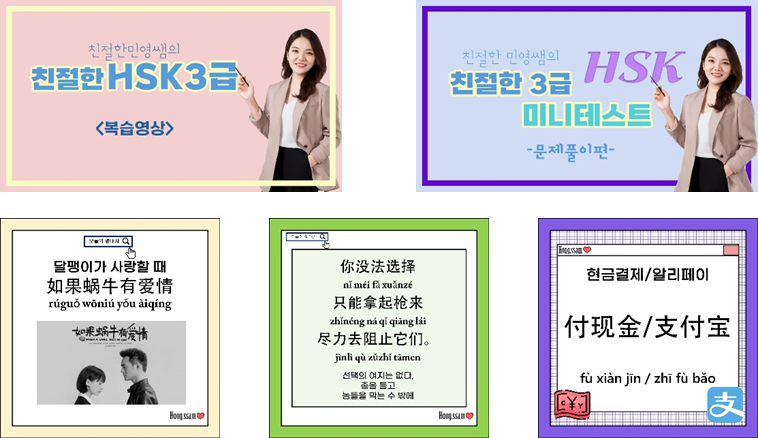 친절한민영쌤의
친절한HSK3급
<복습영상>
친절한 민영쌤의
친절한 3급 HSK
미니테스트
-문제풀이편-
달팽이가 사랑할 때
如果蜗牛有爱情
rúguǒ wōniú yǒu àiqíng
如果蜗牛有爱情
Hong.ssam
你没法选择
nǐ méi fǎ xuǎnzé
只能拿起枪来
zhǐnéng ná qǐ qiāng lái
尽力去阻止它们。
jìnlì qù zǔzhǐ tāmen
선택의 여지는 없다,
총을 들고
놈들을 막는 수 밖에
Hong.ssam
Hong.ssam
현금결제/알리페이
付现金/支付宝
fù xiàn jīn / zhī fù bǎo
C¥Y
支